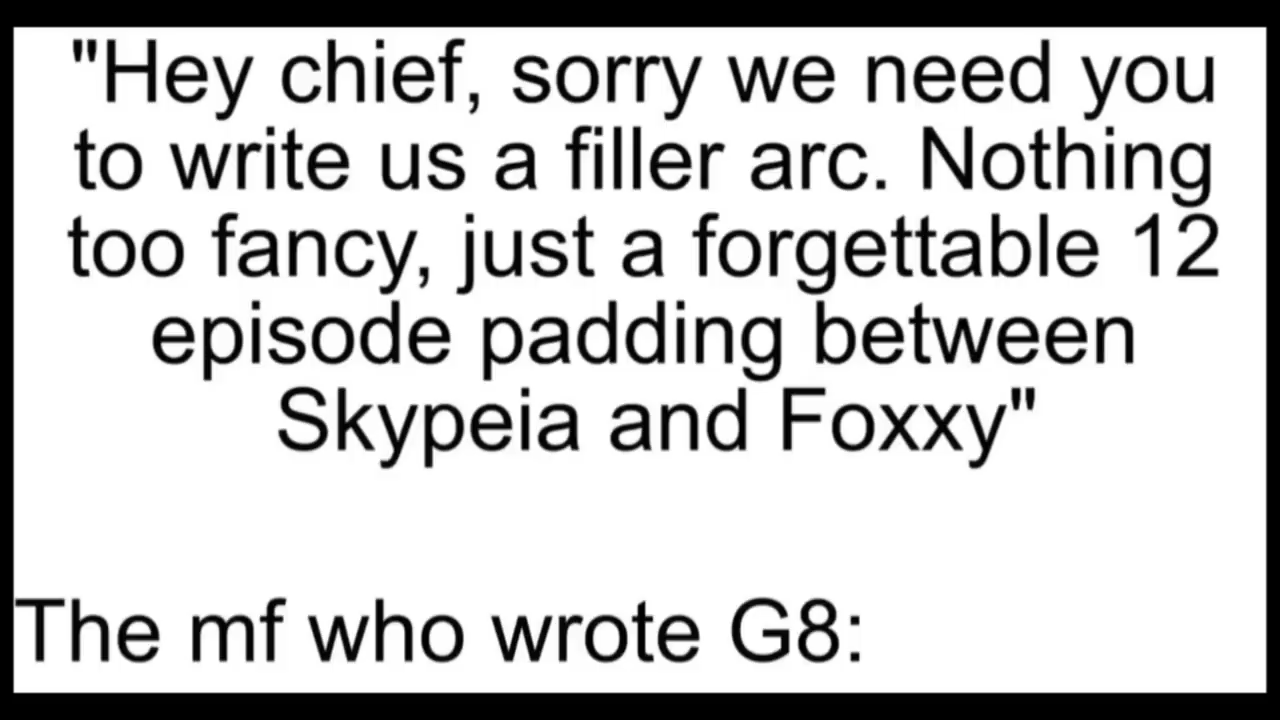 "Hey chief, sorry we need you
to write us a filler arc. Nothing
too fancy, just a forgettable 12
episode padding between
Skypeia and Foxxy"
The mf who wrote G8: